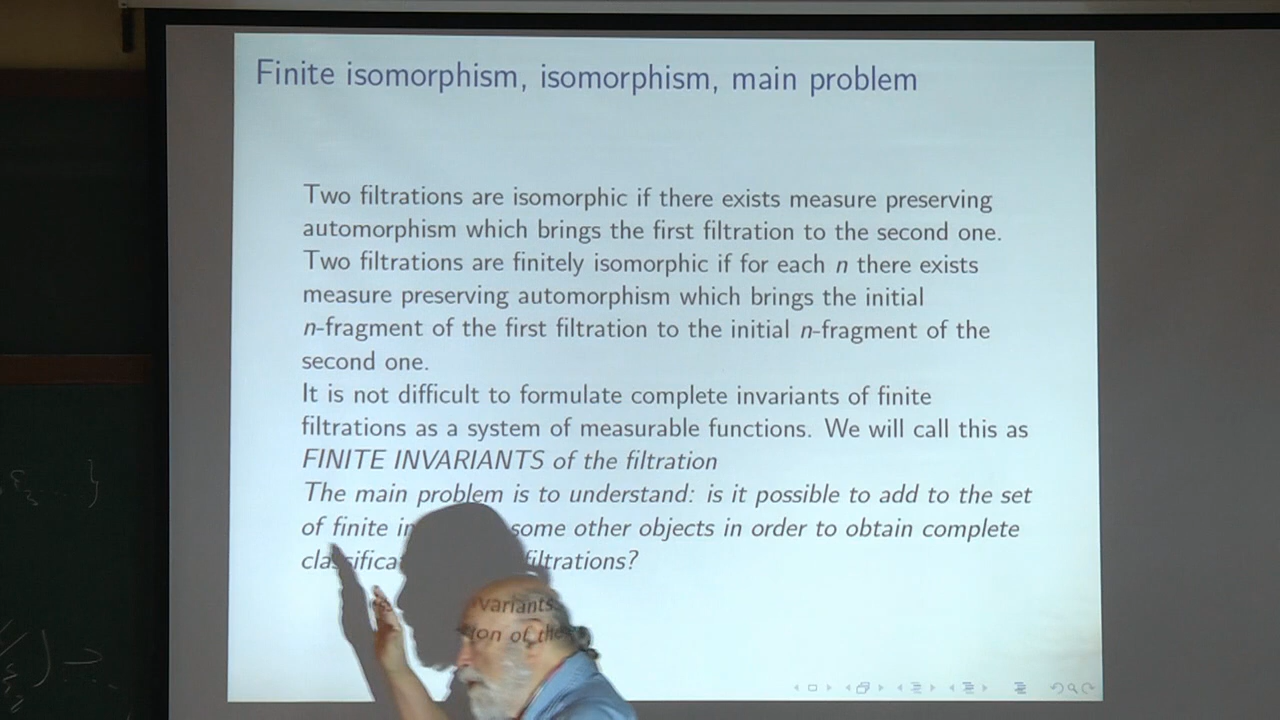 Finite isomorphism, isomorphism, main problem
Two filtrations are isomorphic if there exists measure preserving
automorphism which brings the first filtration to the second one.
Two filtrations are finitely isomorphic if for each n there exists
measure preserving automorphism which brings the initial
n-fragment of the first filtration to the initial n-fragment of the
second one.
It is not difficult to formulate complete invariants of finite
filtrations as a system of measurable functions. We will call this as
FINITE INVARIANTS of the filtration
The main problem is to understand: is it possible to add to the set
of finite in some other objects in order to obtain complete
classifica filtrations?
variants
ion of the